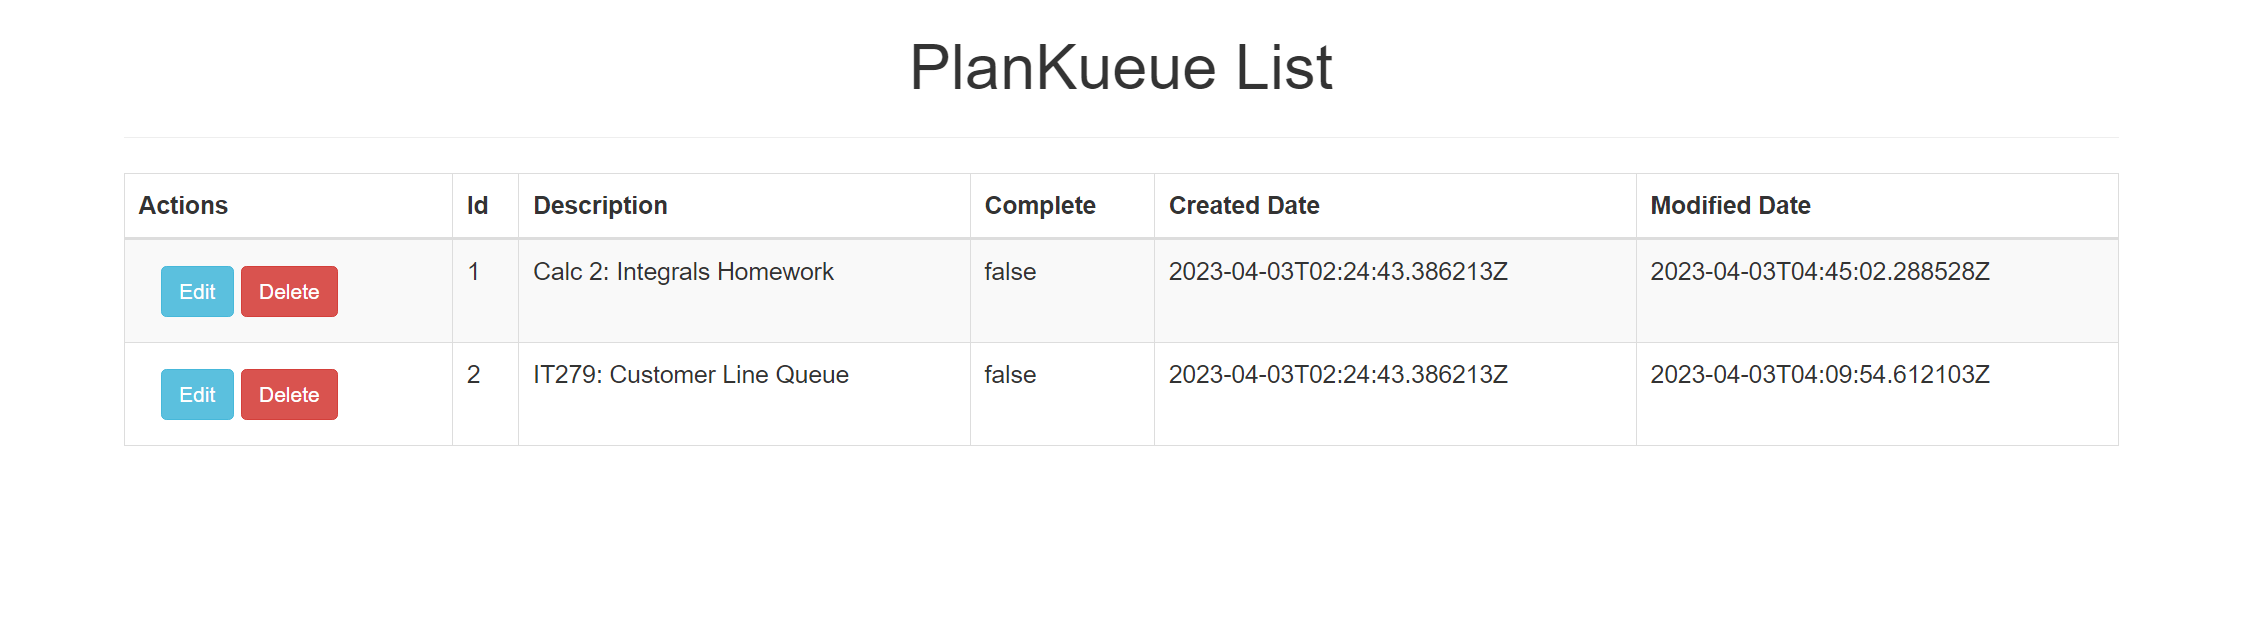 PlanKueue List
Actions Id Description Complete Created Date Modified Date
Edit Delete 1 Calc 2: Integrals Homework false 2023-04-03T02:24:43.386213Z 2023-04-03T04:45:02.288528Z
Edit Delete 2 IT279: Customer Line Queue false 2023-04-03T02:24:43.386213Z 2023-04-03T04:09:54.612103Z